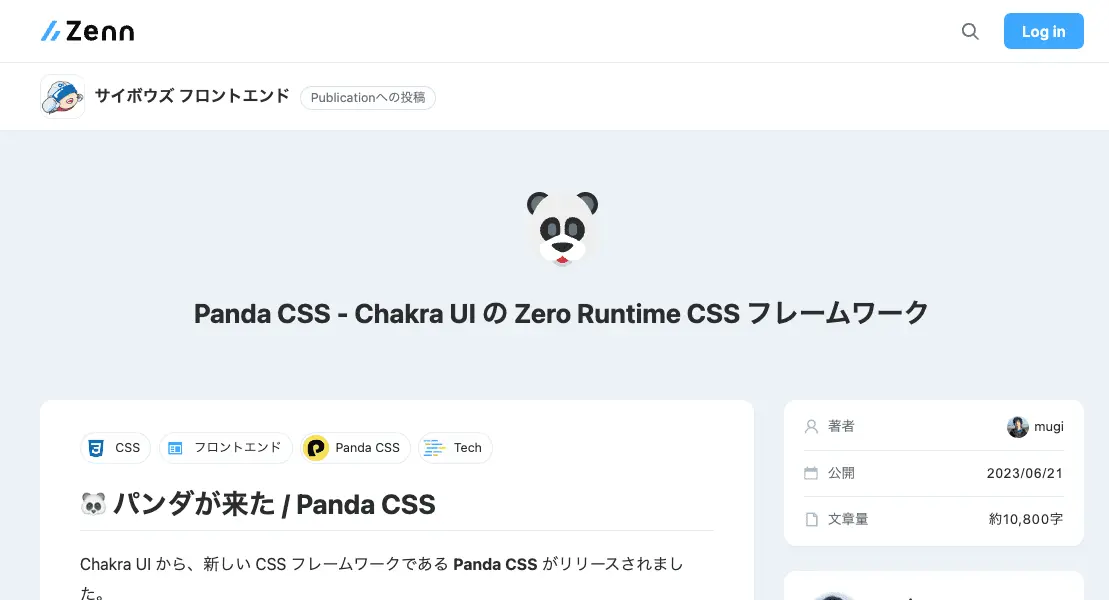 Zenn
Log in
サイボウズ フロントエンド
Publicationへの投稿
Panda CSS - Chakra UI の Zero Runtime CSS フレームワーク
CSS
フロントエンド
Panda CSS
Tech
パンダが来た / Panda CSS
Chakra UI から、新しい CSS フレームワークである Panda CSS がリリースされまし
た。
著者
mugi
公開
2023/06/21
文章量
約10,800字